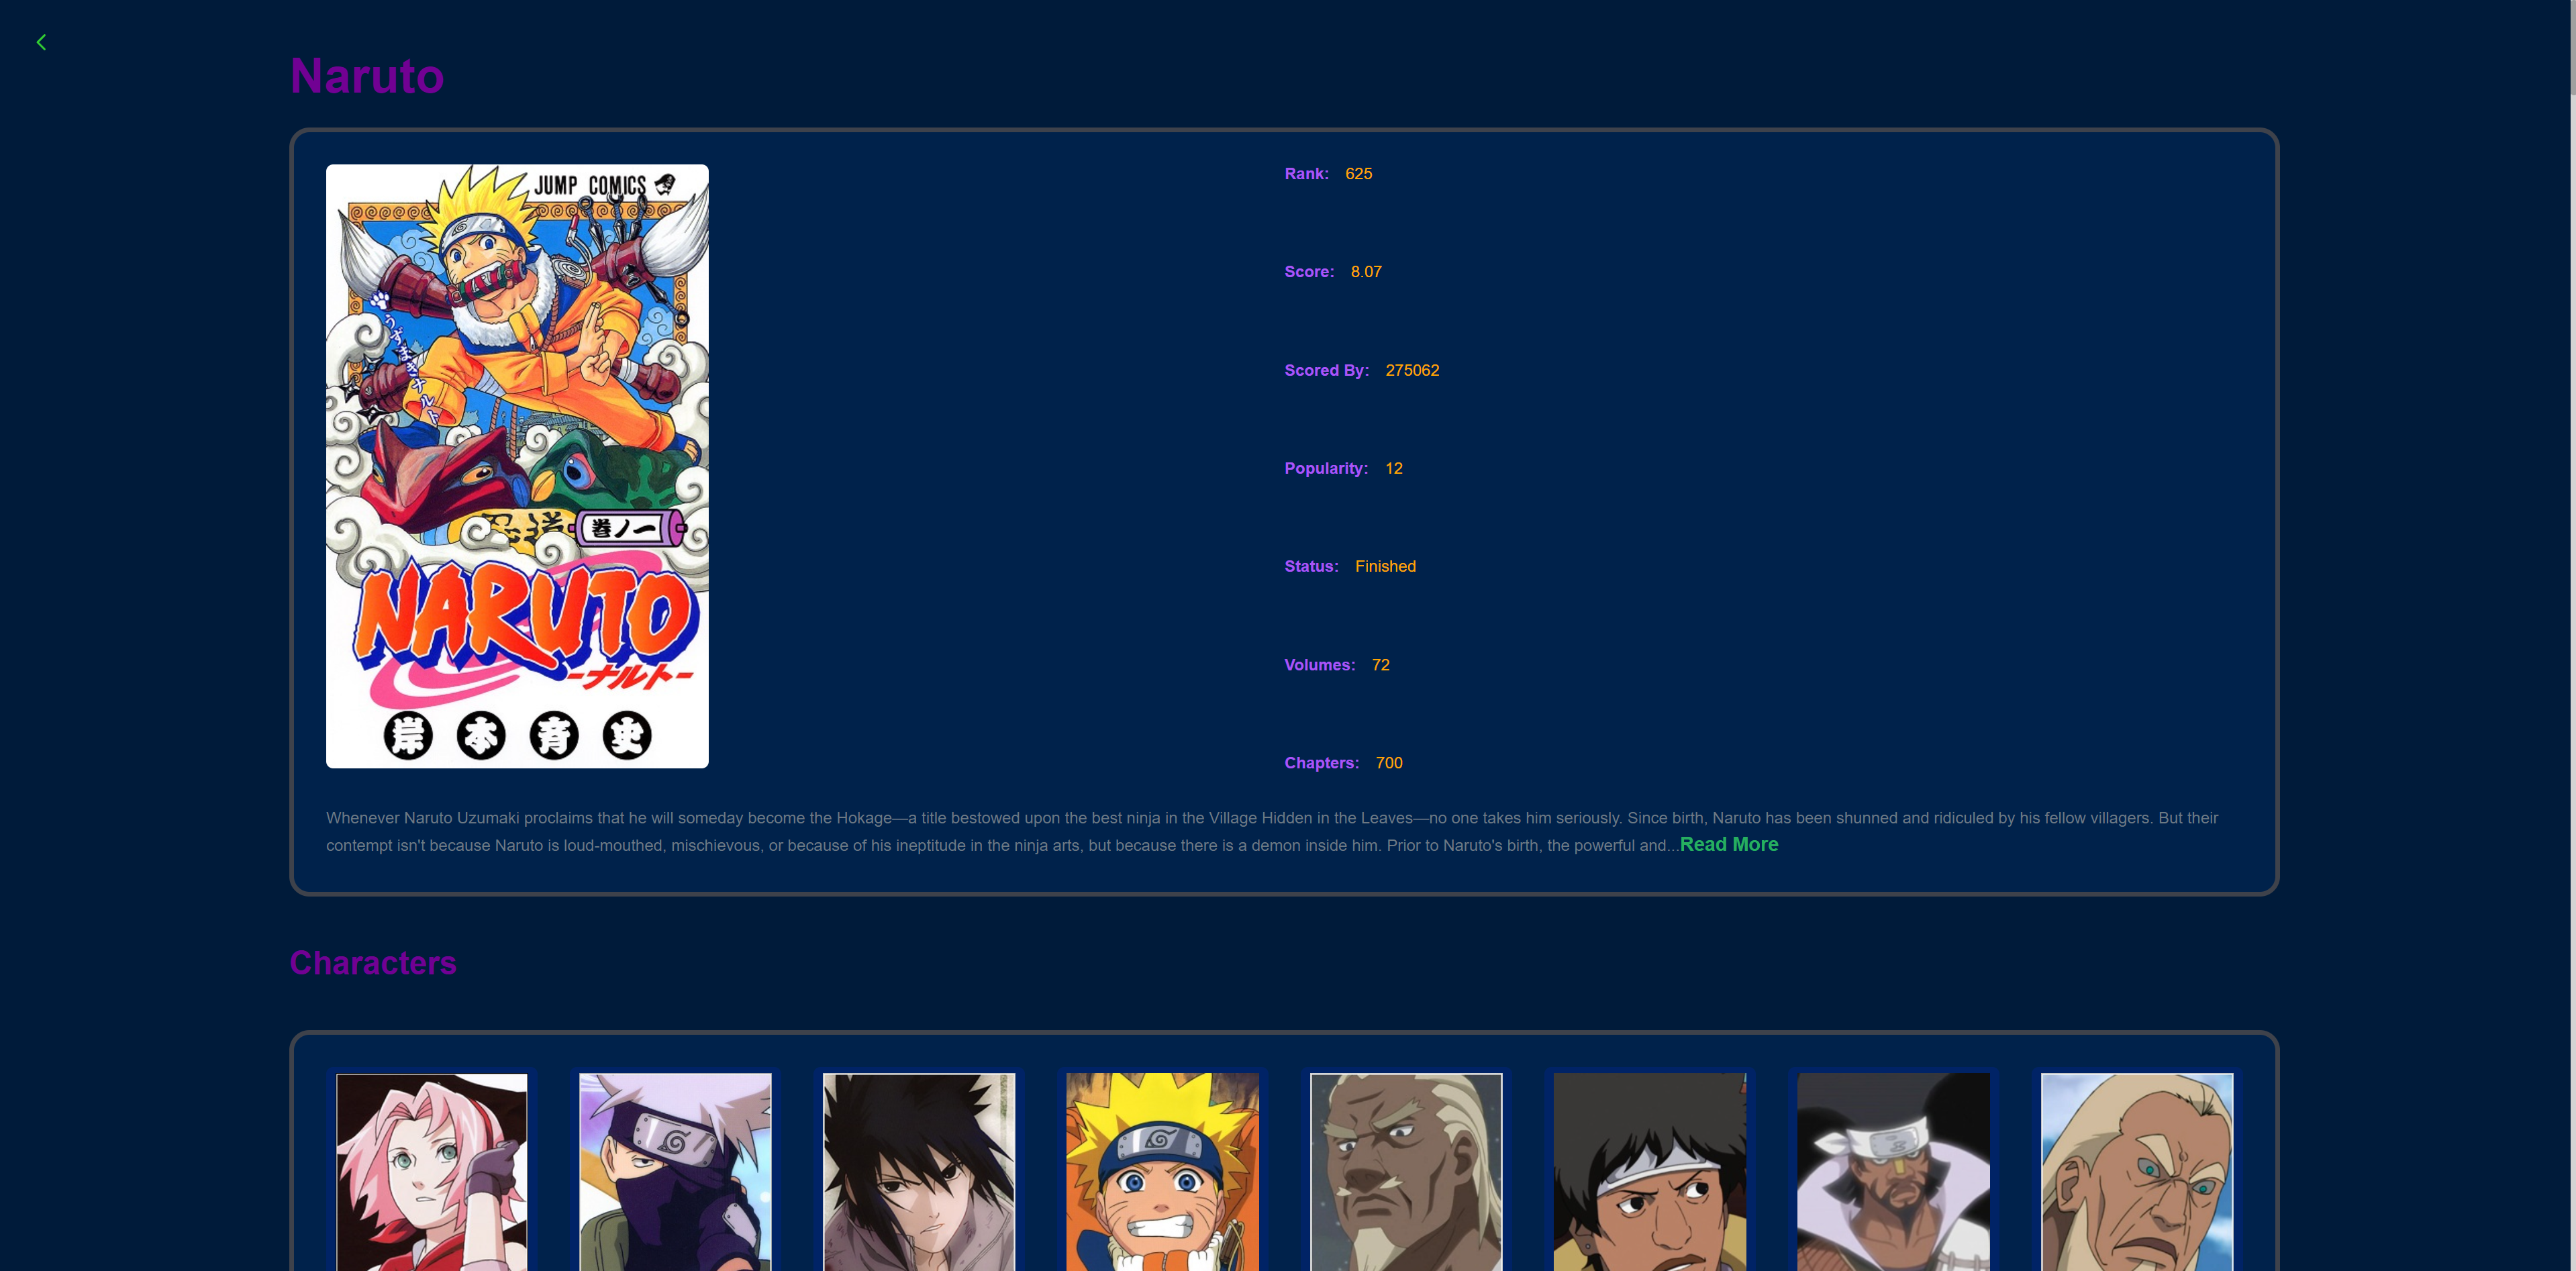 Naruto
JUMP COMICS
うずまきナルト
巻ノ一
NARUTO
-ナルト-
岸本斉史
Rank: 625
Score: 8.07
Scored By: 275062
Popularity: 12
Status: Finished
Volumes: 72
Chapters: 700
Whenever Naruto Uzumaki proclaims that he will someday become the Hokage—a title bestowed upon the best ninja in the Village Hidden in the Leaves—no one takes him seriously. Since birth, Naruto has been shunned and ridiculed by his fellow villagers. But their
contempt isn't because Naruto is loud-mouthed, mischievous, or because of his ineptitude in the ninja arts, but because there is a demon inside him. Prior to Naruto's birth, the powerful and...Read More
Characters